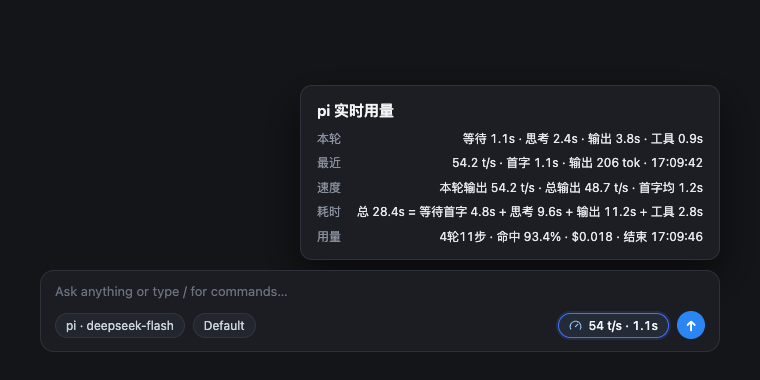 pi 实时用量
本轮 等待 1.1s · 思考 2.4s · 输出 3.8s · 工具 0.9s
最近 54.2 t/s · 首字 1.1s · 输出 206 tok · 17:09:42
速度 本轮输出 54.2 t/s · 总输出 48.7 t/s · 首字均 1.2s
耗时 总 28.4s = 等待首字 4.8s + 思考 9.6s + 输出 11.2s + 工具 2.8s
用量 4轮11步 · 命中 93.4% · $0.018 · 结束 17:09:46
Ask anything or type / for commands...
pi · deepseek-flash Default 54 t/s · 1.1s